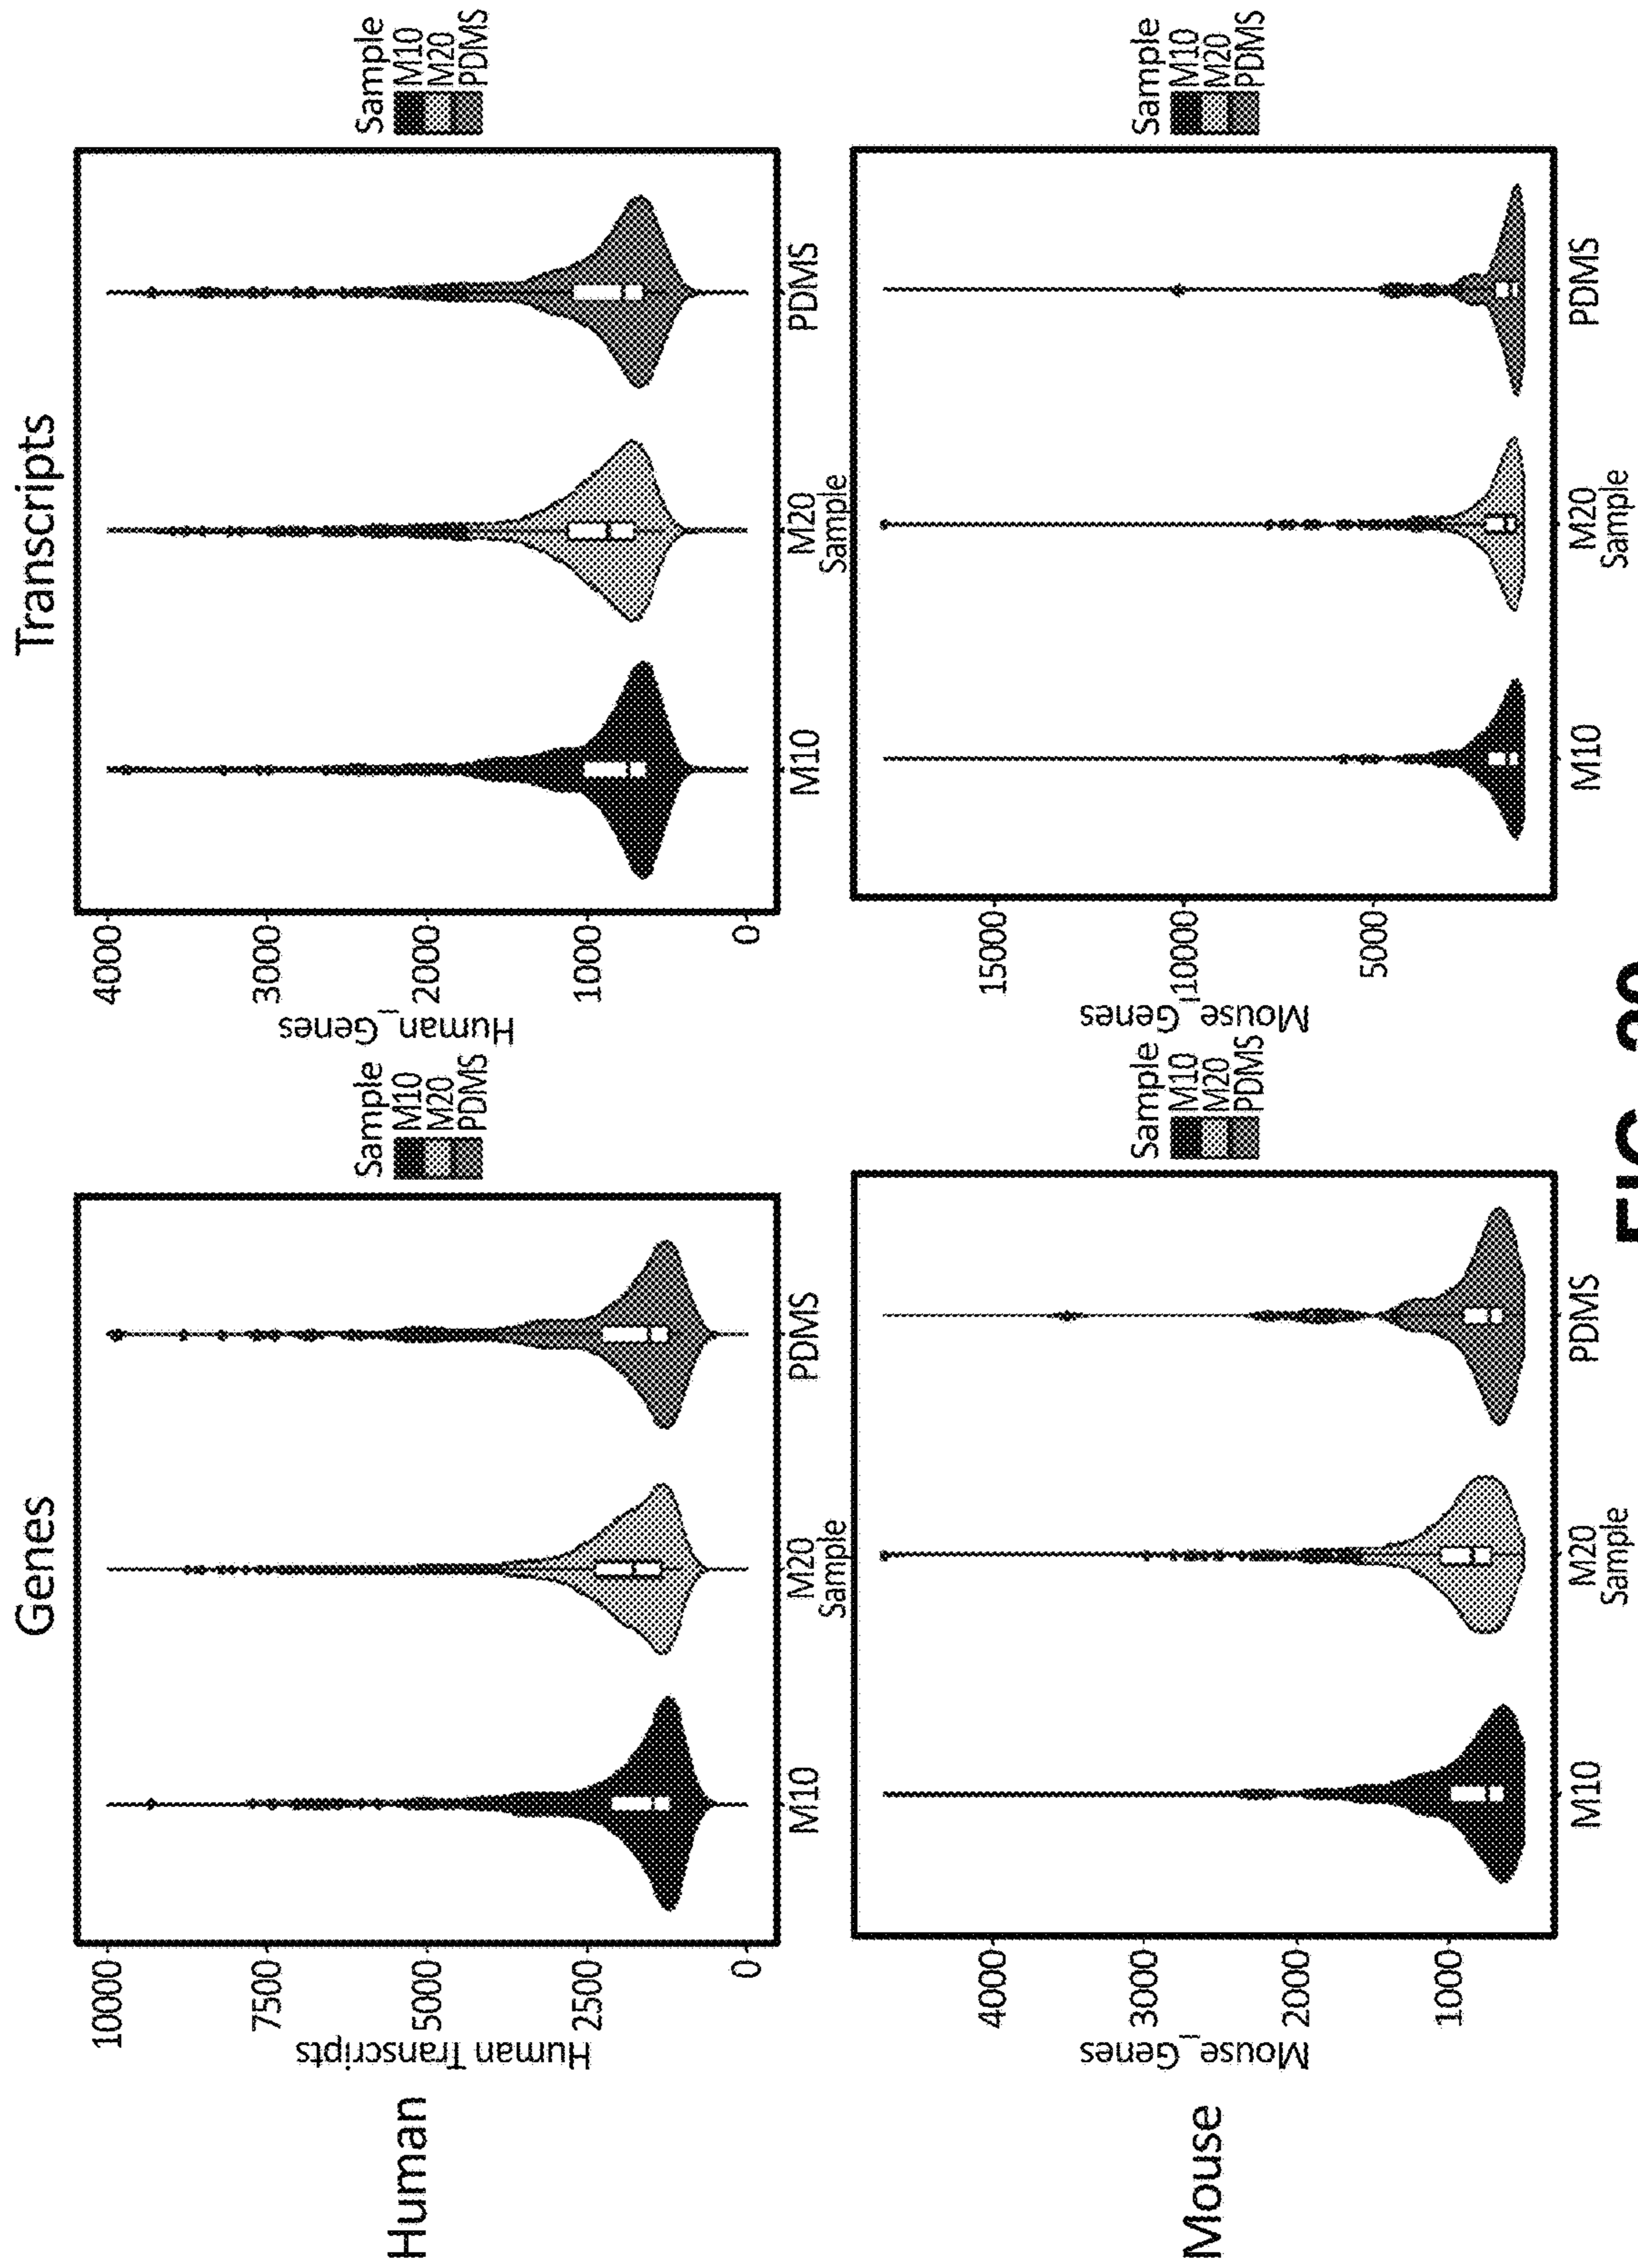 Genes
Transcripts
Human
Human Transcripts
10000
7500
5000
2500
0
M10
M20
PDMS
Sample
Sample
M10
M20
PDMS
Human_Genes
4000
3000
2000
1000
0
M10
M20
PDMS
Sample
Sample
M10
M20
PDMS
Mouse
Mouse_Genes
4000
3000
2000
1000
M10
M20
PDMS
Sample
Sample
M10
M20
PDMS
Mouse_Genes
15000
10000
5000
M10
M20
PDMS
Sample
Sample
M10
M20
PDMS
FIG.